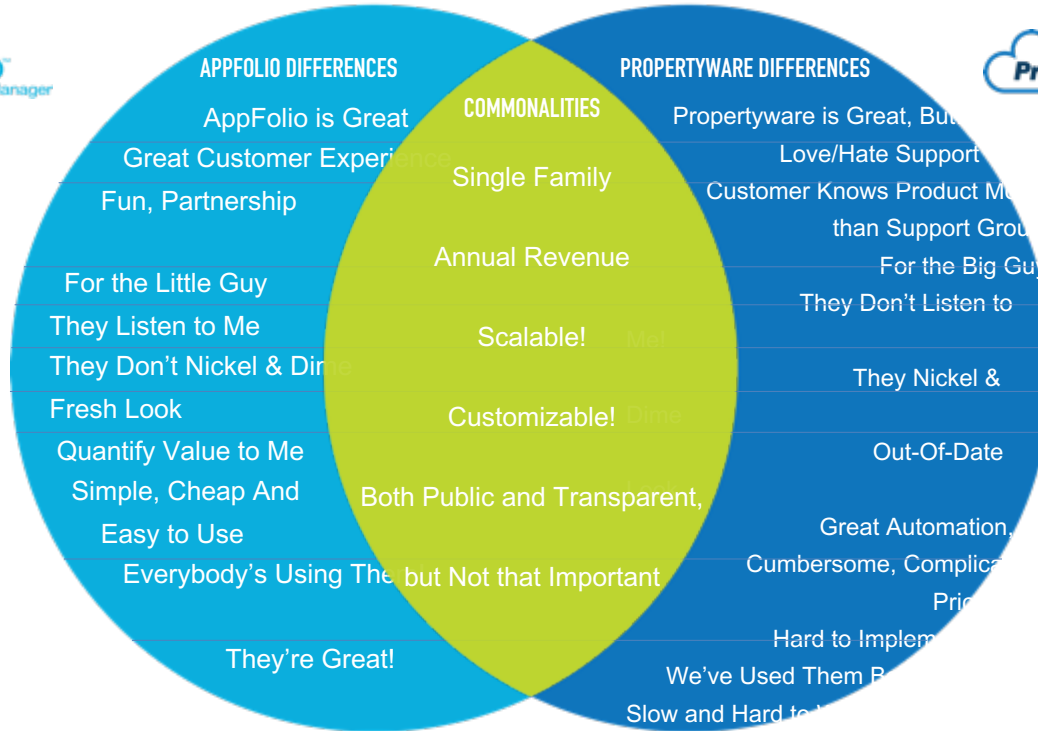 anager
Pr
APPFOLIO DIFFERENCES
AppFolio is Great
Great Customer Experience
Fun, Partnership
For the Little Guy
They Listen to Me
They Don't Nickel & Dime
Fresh Look
Quantify Value to Me
Simple, Cheap And
Easy to Use
Everybody's Using The
They're Great!
COMMONALITIES
Single Family
Annual Revenue
Scalable!
Customizable!
Both Public and Transparent,
but Not that Important
PROPERTYWARE DIFFERENCES
Propertyware is Great, But
Love/Hate Support
Customer Knows Product M
than Support Grou
For the Big Guy
They Don't Listen to
Me!
They Nickel &
Dime
Out-Of-Date
Great Automation,
Cumbersome, Complica
Pric
Hard to Implem
We've Used Them B
Slow and Hard to